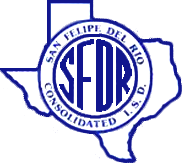 SAN FELIPE DEL RIO
SFDR
CONSOLIDATED I.S.D.